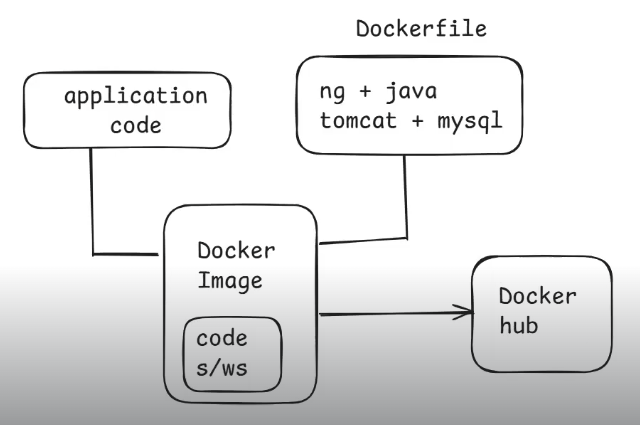 Dockerfile
application
code
ng + java
tomcat + mysql
Docker
Image
code
s/ws
Docker
hub